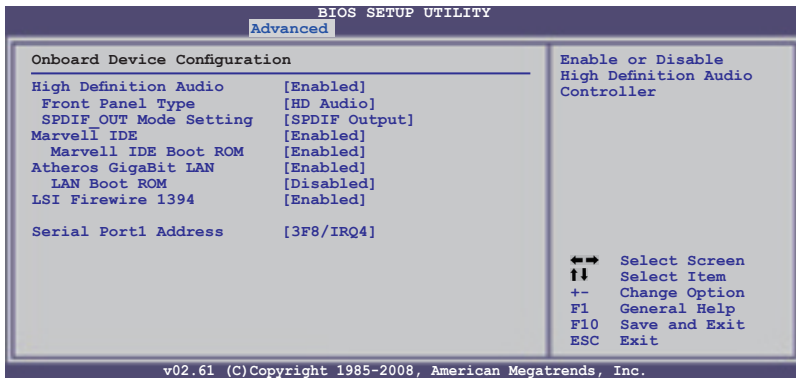 BIOS SETUP UTILITY
Advanced
Onboard Device Configuration
High Definition Audio [Enabled]
Front Panel Type [HD Audio]
SPDIF_OUT Mode Setting [SPDIF Output]
Marvell IDE [Enabled]
Marvell IDE Boot ROM [Enabled]
Atheros GigaBit LAN [Enabled]
LAN Boot ROM [Disabled]
LSI Firewire 1394 [Enabled]
Serial Port1 Address [3F8/IRQ4]
Enable or Disable
High Definition Audio
Controller
←→ Select Screen
↑↓ Select Item
+- Change Option
F1 General Help
F10 Save and Exit
ESC Exit
v02.61 (C)Copyright 1985-2008, American Megatrends, Inc.